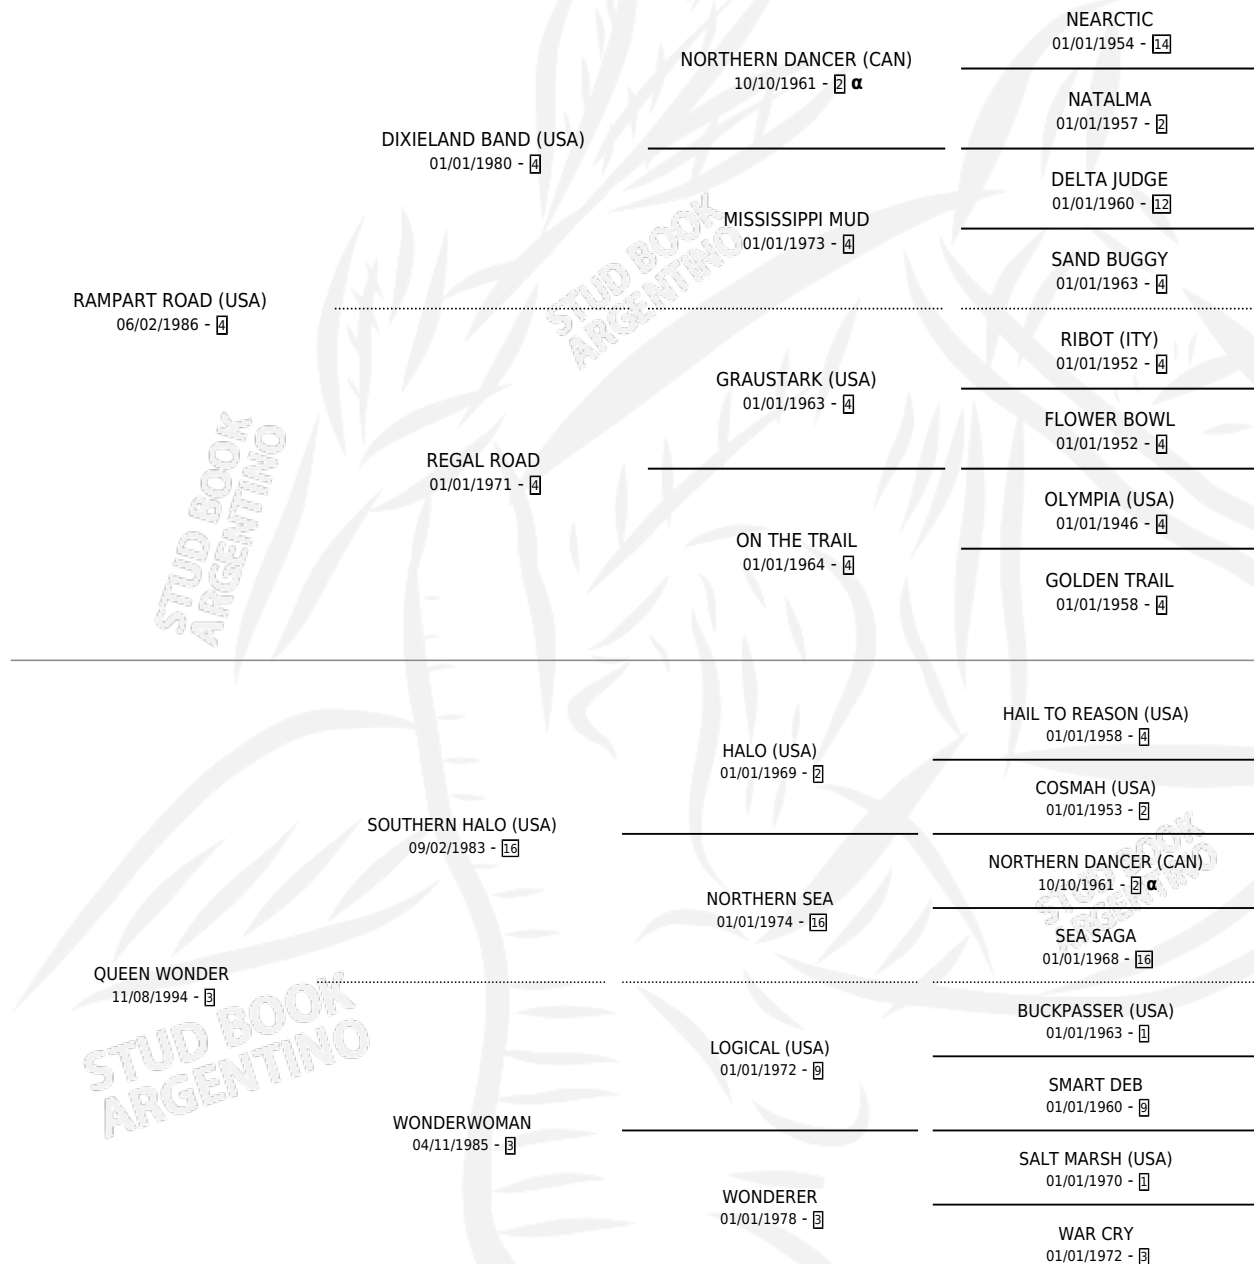 NEARCTIC
01/01/1954 - 14
NORTHERN DANCER (CAN)
10/10/1961 - 2 α
NATALMA
01/01/1957 - 2
DIXIELAND BAND (USA)
01/01/1980 - 4
DELTA JUDGE
01/01/1960 - 12
MISSISSIPPI MUD
01/01/1973 - 4
SAND BUGGY
01/01/1963 - 4
RAMPART ROAD (USA)
06/02/1986 - 4
RIBOT (ITY)
01/01/1952 - 4
GRAUSTARK (USA)
01/01/1963 - 4
FLOWER BOWL
01/01/1952 - 4
REGAL ROAD
01/01/1971 - 4
OLYMPIA (USA)
01/01/1946 - 4
ON THE TRAIL
01/01/1964 - 4
GOLDEN TRAIL
01/01/1958 - 4
STUD BOOK
ARGENTINO
STUD BOOK
ARGENTINO
HAIL TO REASON (USA)
01/01/1958 - 4
HALO (USA)
01/01/1969 - 2
COSMAH (USA)
01/01/1953 - 2
SOUTHERN HALO (USA)
09/02/1983 - 16
NORTHERN DANCER (CAN)
10/10/1961 - 2 α
NORTHERN SEA
01/01/1974 - 16
SEA SAGA
01/01/1968 - 16
QUEEN WONDER
11/08/1994 - 3
BUCKPASSER (USA)
01/01/1963 - 1
LOGICAL (USA)
01/01/1972 - 9
SMART DEB
01/01/1960 - 9
WONDERWOMAN
04/11/1985 - 3
SALT MARSH (USA)
01/01/1970 - 1
WONDERER
01/01/1978 - 3
WAR CRY
01/01/1972 - 3
STUD BOOK
ARGENTINO
STUD BOOK
ARGENTINO